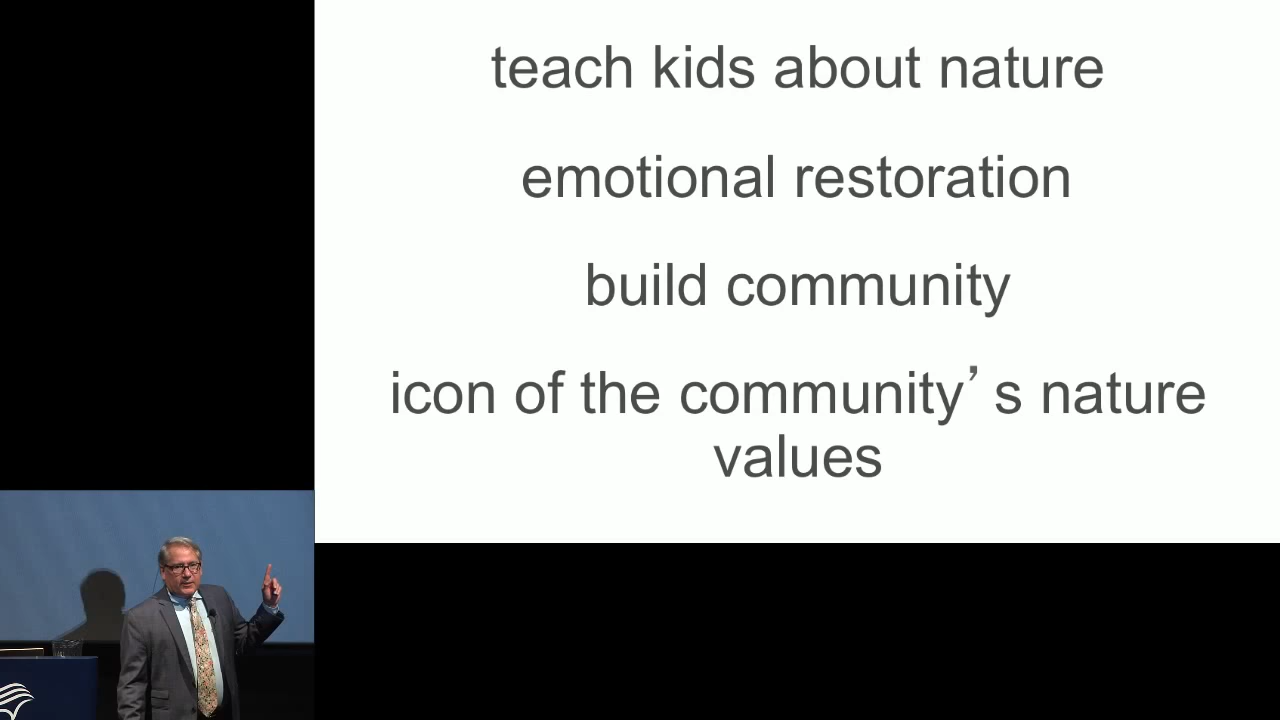 teach kids about nature
emotional restoration
build community
icon of the community’s nature
values